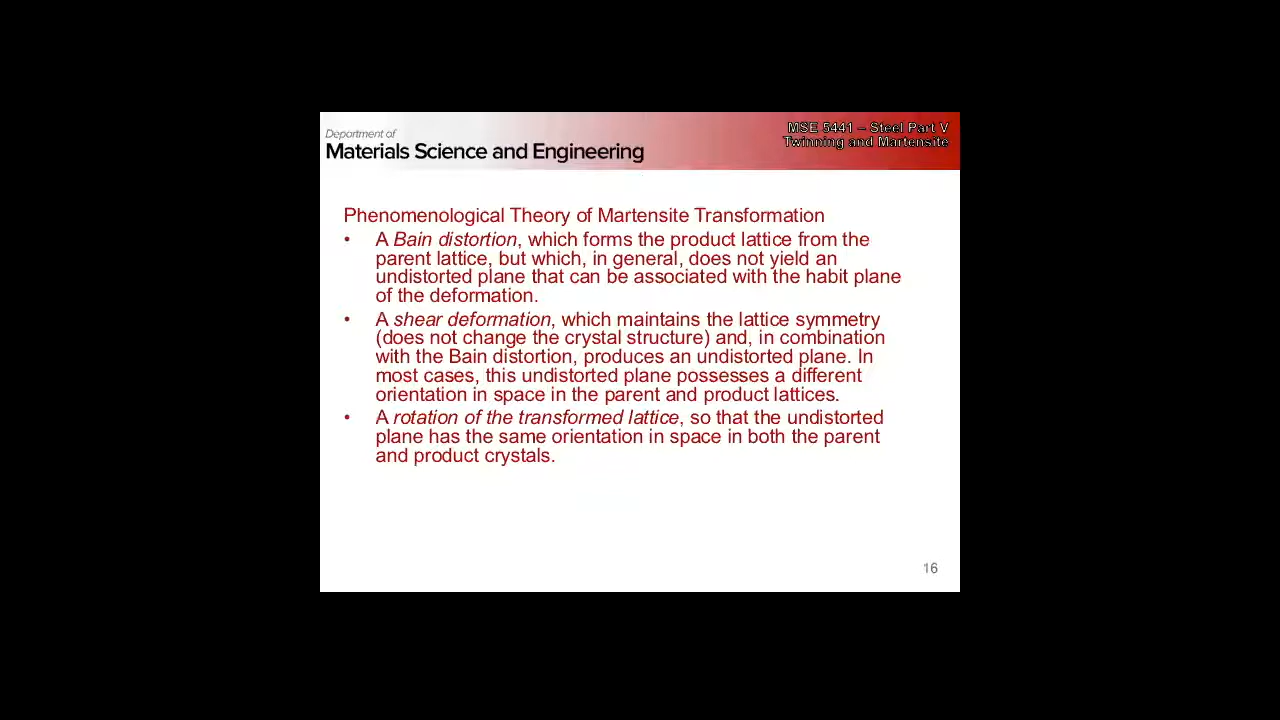 Department of
Materials Science and Engineering
MSE 5441 – Steel Part V
Twinning and Martensite
Phenomenological Theory of Martensite Transformation
• A Bain distortion, which forms the product lattice from the
parent lattice, but which, in general, does not yield an
undistorted plane that can be associated with the habit plane
of the deformation.
• A shear deformation, which maintains the lattice symmetry
(does not change the crystal structure) and, in combination
with the Bain distortion, produces an undistorted plane. In
most cases, this undistorted plane possesses a different
orientation in space in the parent and product lattices.
• A rotation of the transformed lattice, so that the undistorted
plane has the same orientation in space in both the parent
and product crystals.
16